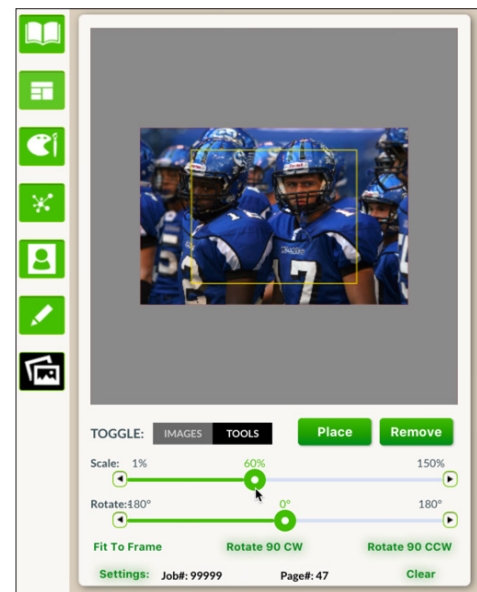 17
TOGGLE: IMAGES TOOLS Place Remove
Scale: 1% 60% 150%
Rotate:-180° 0° 180°
Fit To Frame Rotate 90 CW Rotate 90 CCW
Settings: Job#: 99999 Page#: 47 Clear